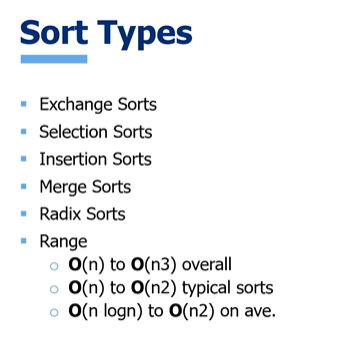 Sort Types
Exchange Sorts
Selection Sorts
Insertion Sorts
Merge Sorts
Radix Sorts
Range
O(n) to O(n3) overall
O(n) to O(n2) typical sorts
O(n logn) to O(n2) on ave.